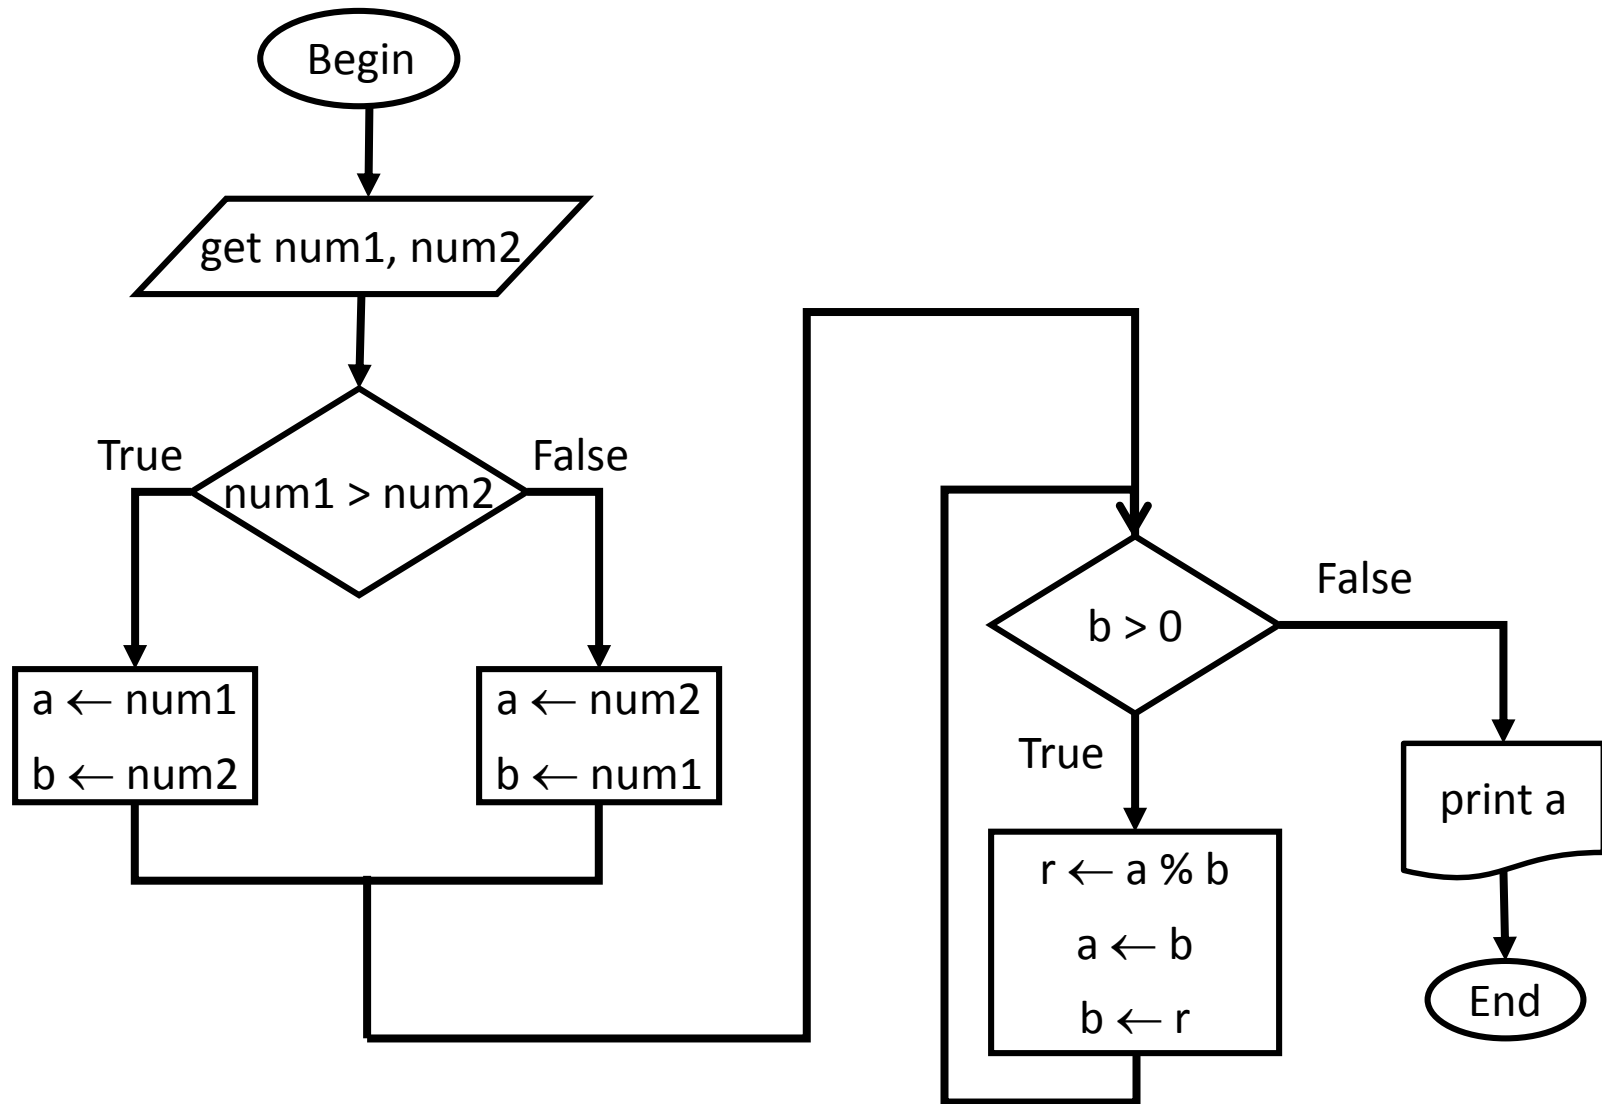 Begin
get num1, num2
True
False
num1 > num2
a ← num1
b ← num2
a ← num2
b ← num1
b > 0
False
True
r ← a % b
a ← b
b ← r
print a
End